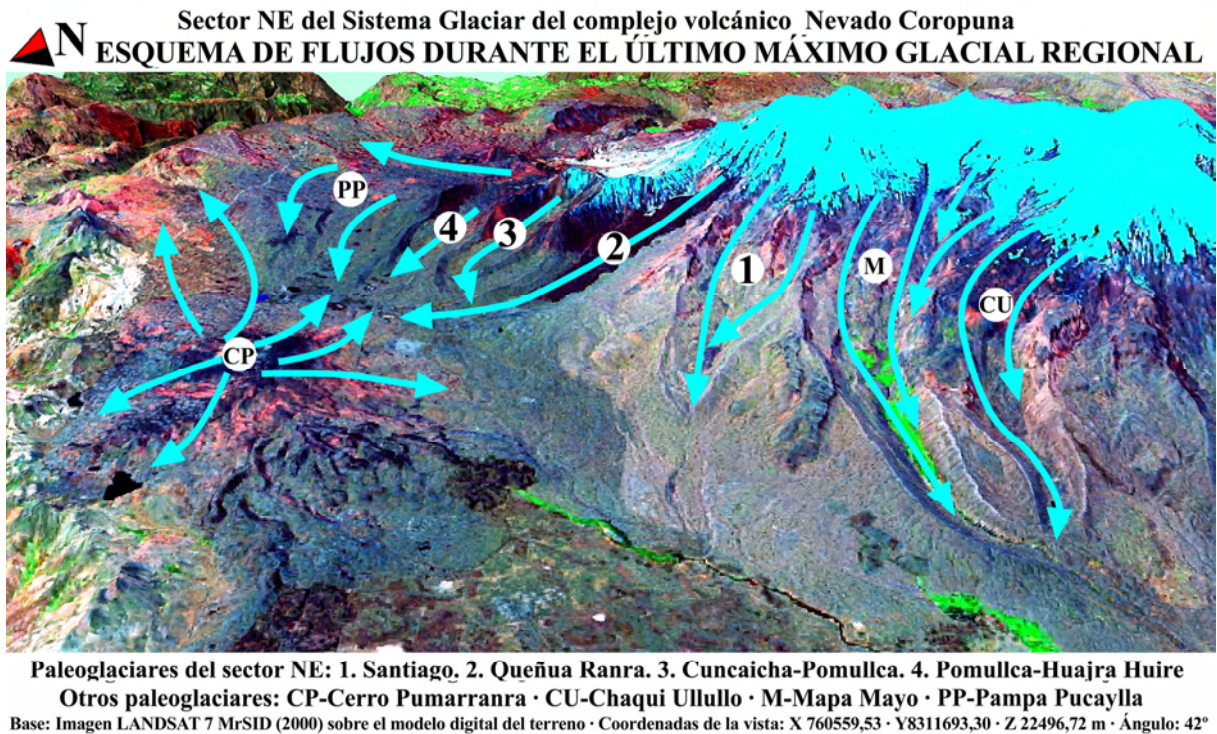 Sector NE del Sistema Glaciar del complejo volcánico Nevado Coropuna
N ESQUEMA DE FLUJOS DURANTE EL ÚLTIMO MÁXIMO GLACIAL REGIONAL
PP
4
3
2
1
M
CU
CP
Paleoglaciares del sector NE: 1. Santiago. 2. Queñua Ranra. 3. Cuncaicha-Pomullca. 4. Pomullca-Huajra Huire
Otros paleoglaciares: CP-Cerro Pumarranra · CU-Chaqui Ullullo · M-Mapa Mayo · PP-Pampa Pucaylla
Base: Imagen LANDSAT 7 MrSID (2000) sobre el modelo digital del terreno · Coordenadas de la vista: X 760559,53 · Y8311693,30 · Z 22496,72 m · Ángulo: 42º